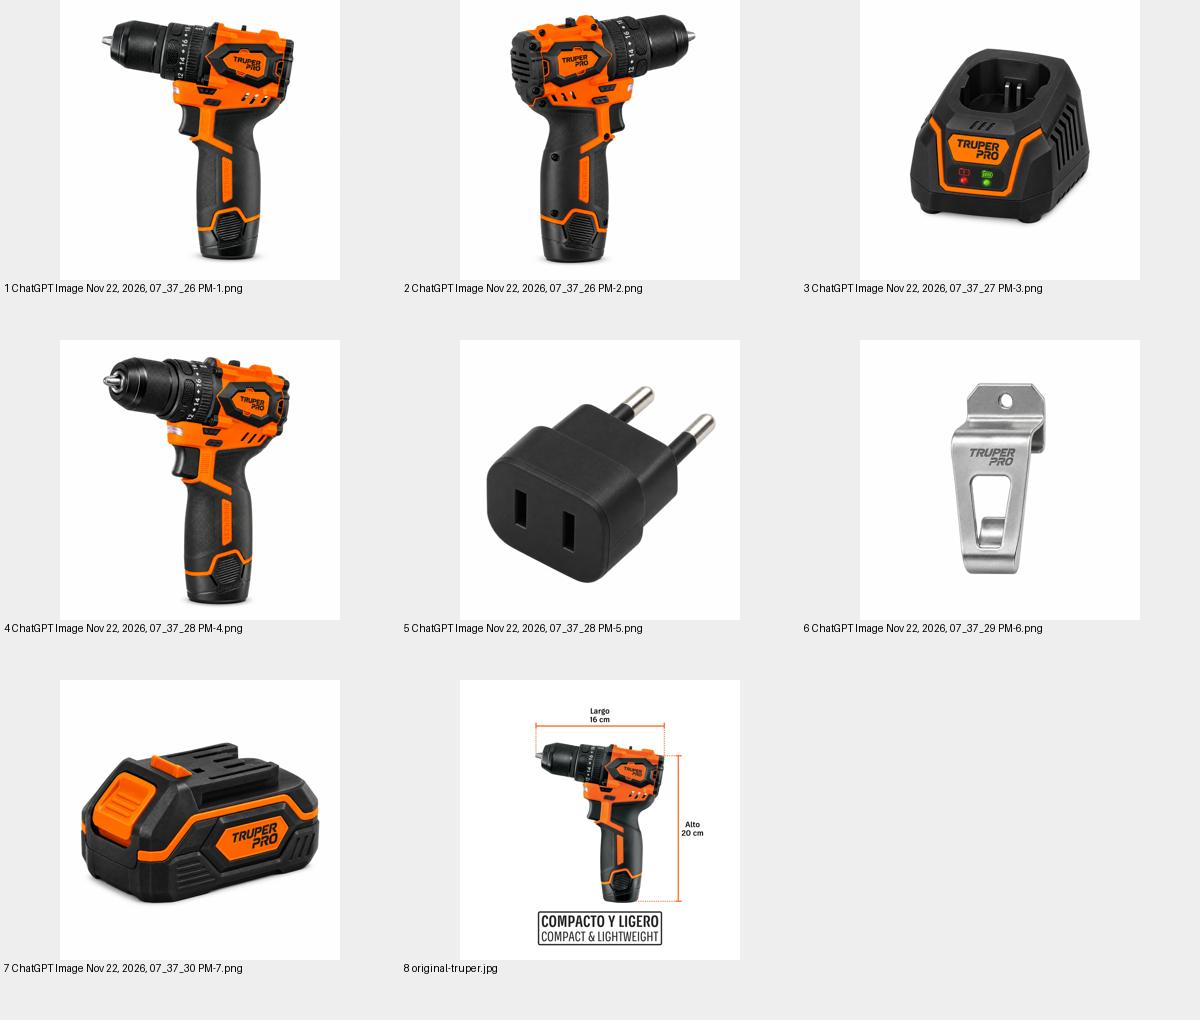 TRUPER
PRO
TRUPER
PRO
TRUPER
PRO
1 ChatGPT Image Nov 22, 2026, 07_37_26 PM-1.png
2 ChatGPT Image Nov 22, 2026, 07_37_26 PM-2.png
3 ChatGPT Image Nov 22, 2026, 07_37_27 PM-3.png
TRUPER
PRO
TRUPER
PRO
4 ChatGPT Image Nov 22, 2026, 07_37_28 PM-4.png
5 ChatGPT Image Nov 22, 2026, 07_37_28 PM-5.png
6 ChatGPT Image Nov 22, 2026, 07_37_29 PM-6.png
TRUPER
PRO
Largo
16 cm
TRUPER
PRO
Alto
20 cm
COMPACTO Y LIGERO
COMPACT & LIGHTWEIGHT
7 ChatGPT Image Nov 22, 2026, 07_37_30 PM-7.png
8 original-truper.jpg